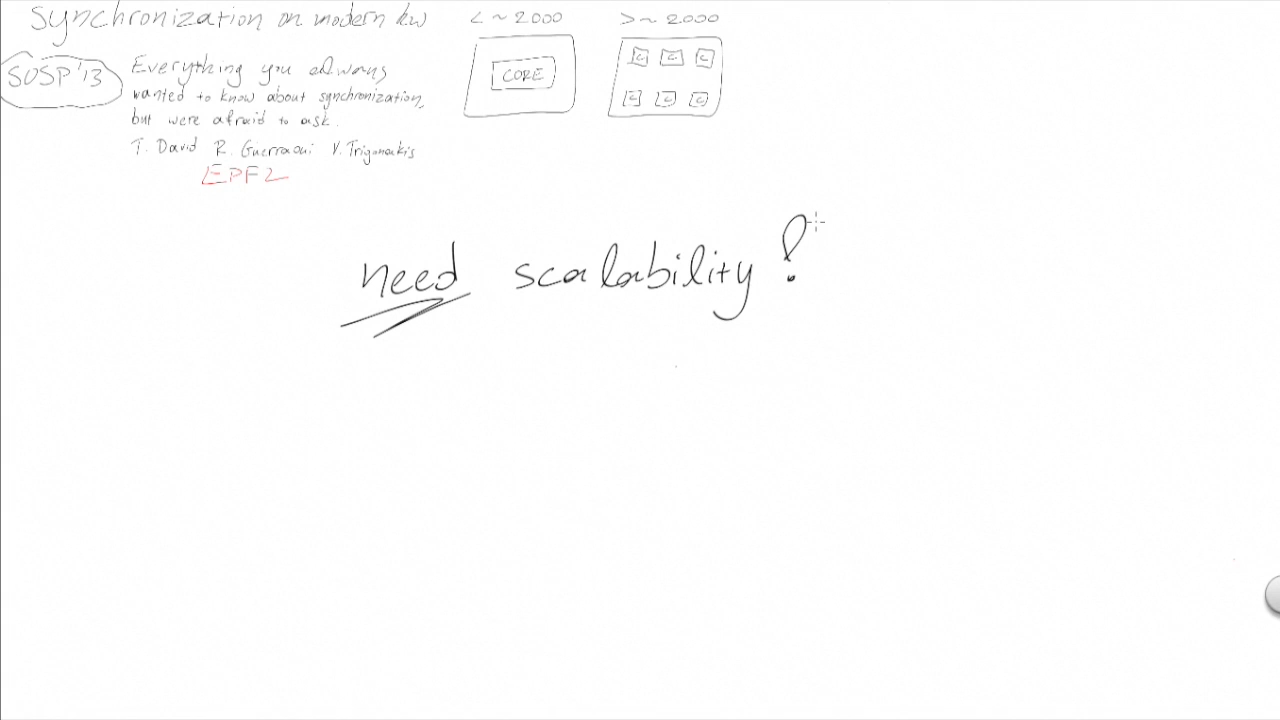 synchronization on modern hw
SOSP '13
Everything you always
wanted to know about synchronization,
but were afraid to ask.
T. David R. Guerraoui V. Trigonakis
EPFL
< ~ 2000
CORE
> ~ 2000
C C C
C C C
need scalability!